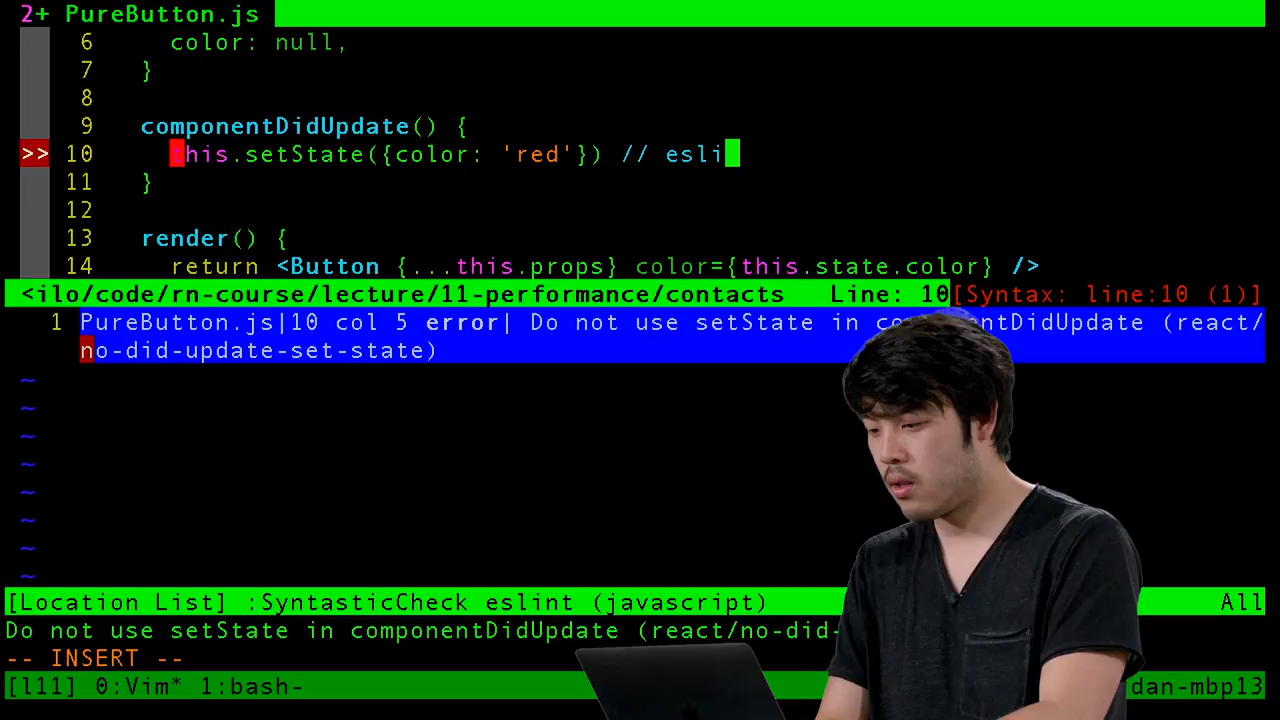 2+ PureButton.js
6 color: null,
7 }
8
9 componentDidUpdate() {
>> 10 this.setState({color: 'red'}) // esli
11 }
12
13 render() {
14 return <Button {...this.props} color={this.state.color} />
<ilo/code/rn-course/lecture/11-performance/contacts Line: 10[Syntax: line:10 (1)]
1 PureButton.js|10 col 5 error| Do not use setState in co entDidUpdate (react/
no-did-update-set-state)
~
~
~
~
~
~
~
~
[Location List] :SyntasticCheck eslint (javascript) All
Do not use setState in componentDidUpdate (react/no-did-
-- INSERT --
[l11] 0:Vim* 1:bash- dan-mbp13